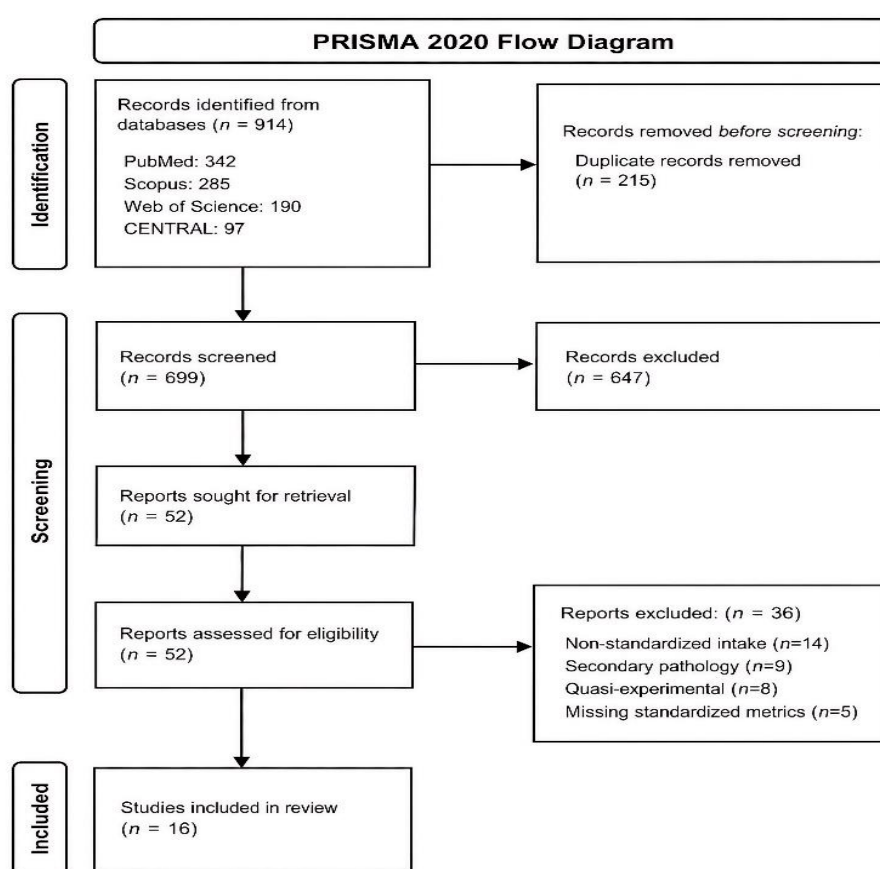 PRISMA 2020 Flow Diagram
Identification
Records identified from
databases (n = 914)
PubMed: 342
Scopus: 285
Web of Science: 190
CENTRAL: 97
Records removed before screening:
Duplicate records removed
(n = 215)
Screening
Records screened
(n = 699)
Records excluded
(n = 647)
Reports sought for retrieval
(n = 52)
Reports assessed for eligibility
(n = 52)
Reports excluded: (n = 36)
Non-standardized intake (n=14)
Secondary pathology (n=9)
Quasi-experimental (n=8)
Missing standardized metrics (n=5)
Included
Studies included in review
(n = 16)